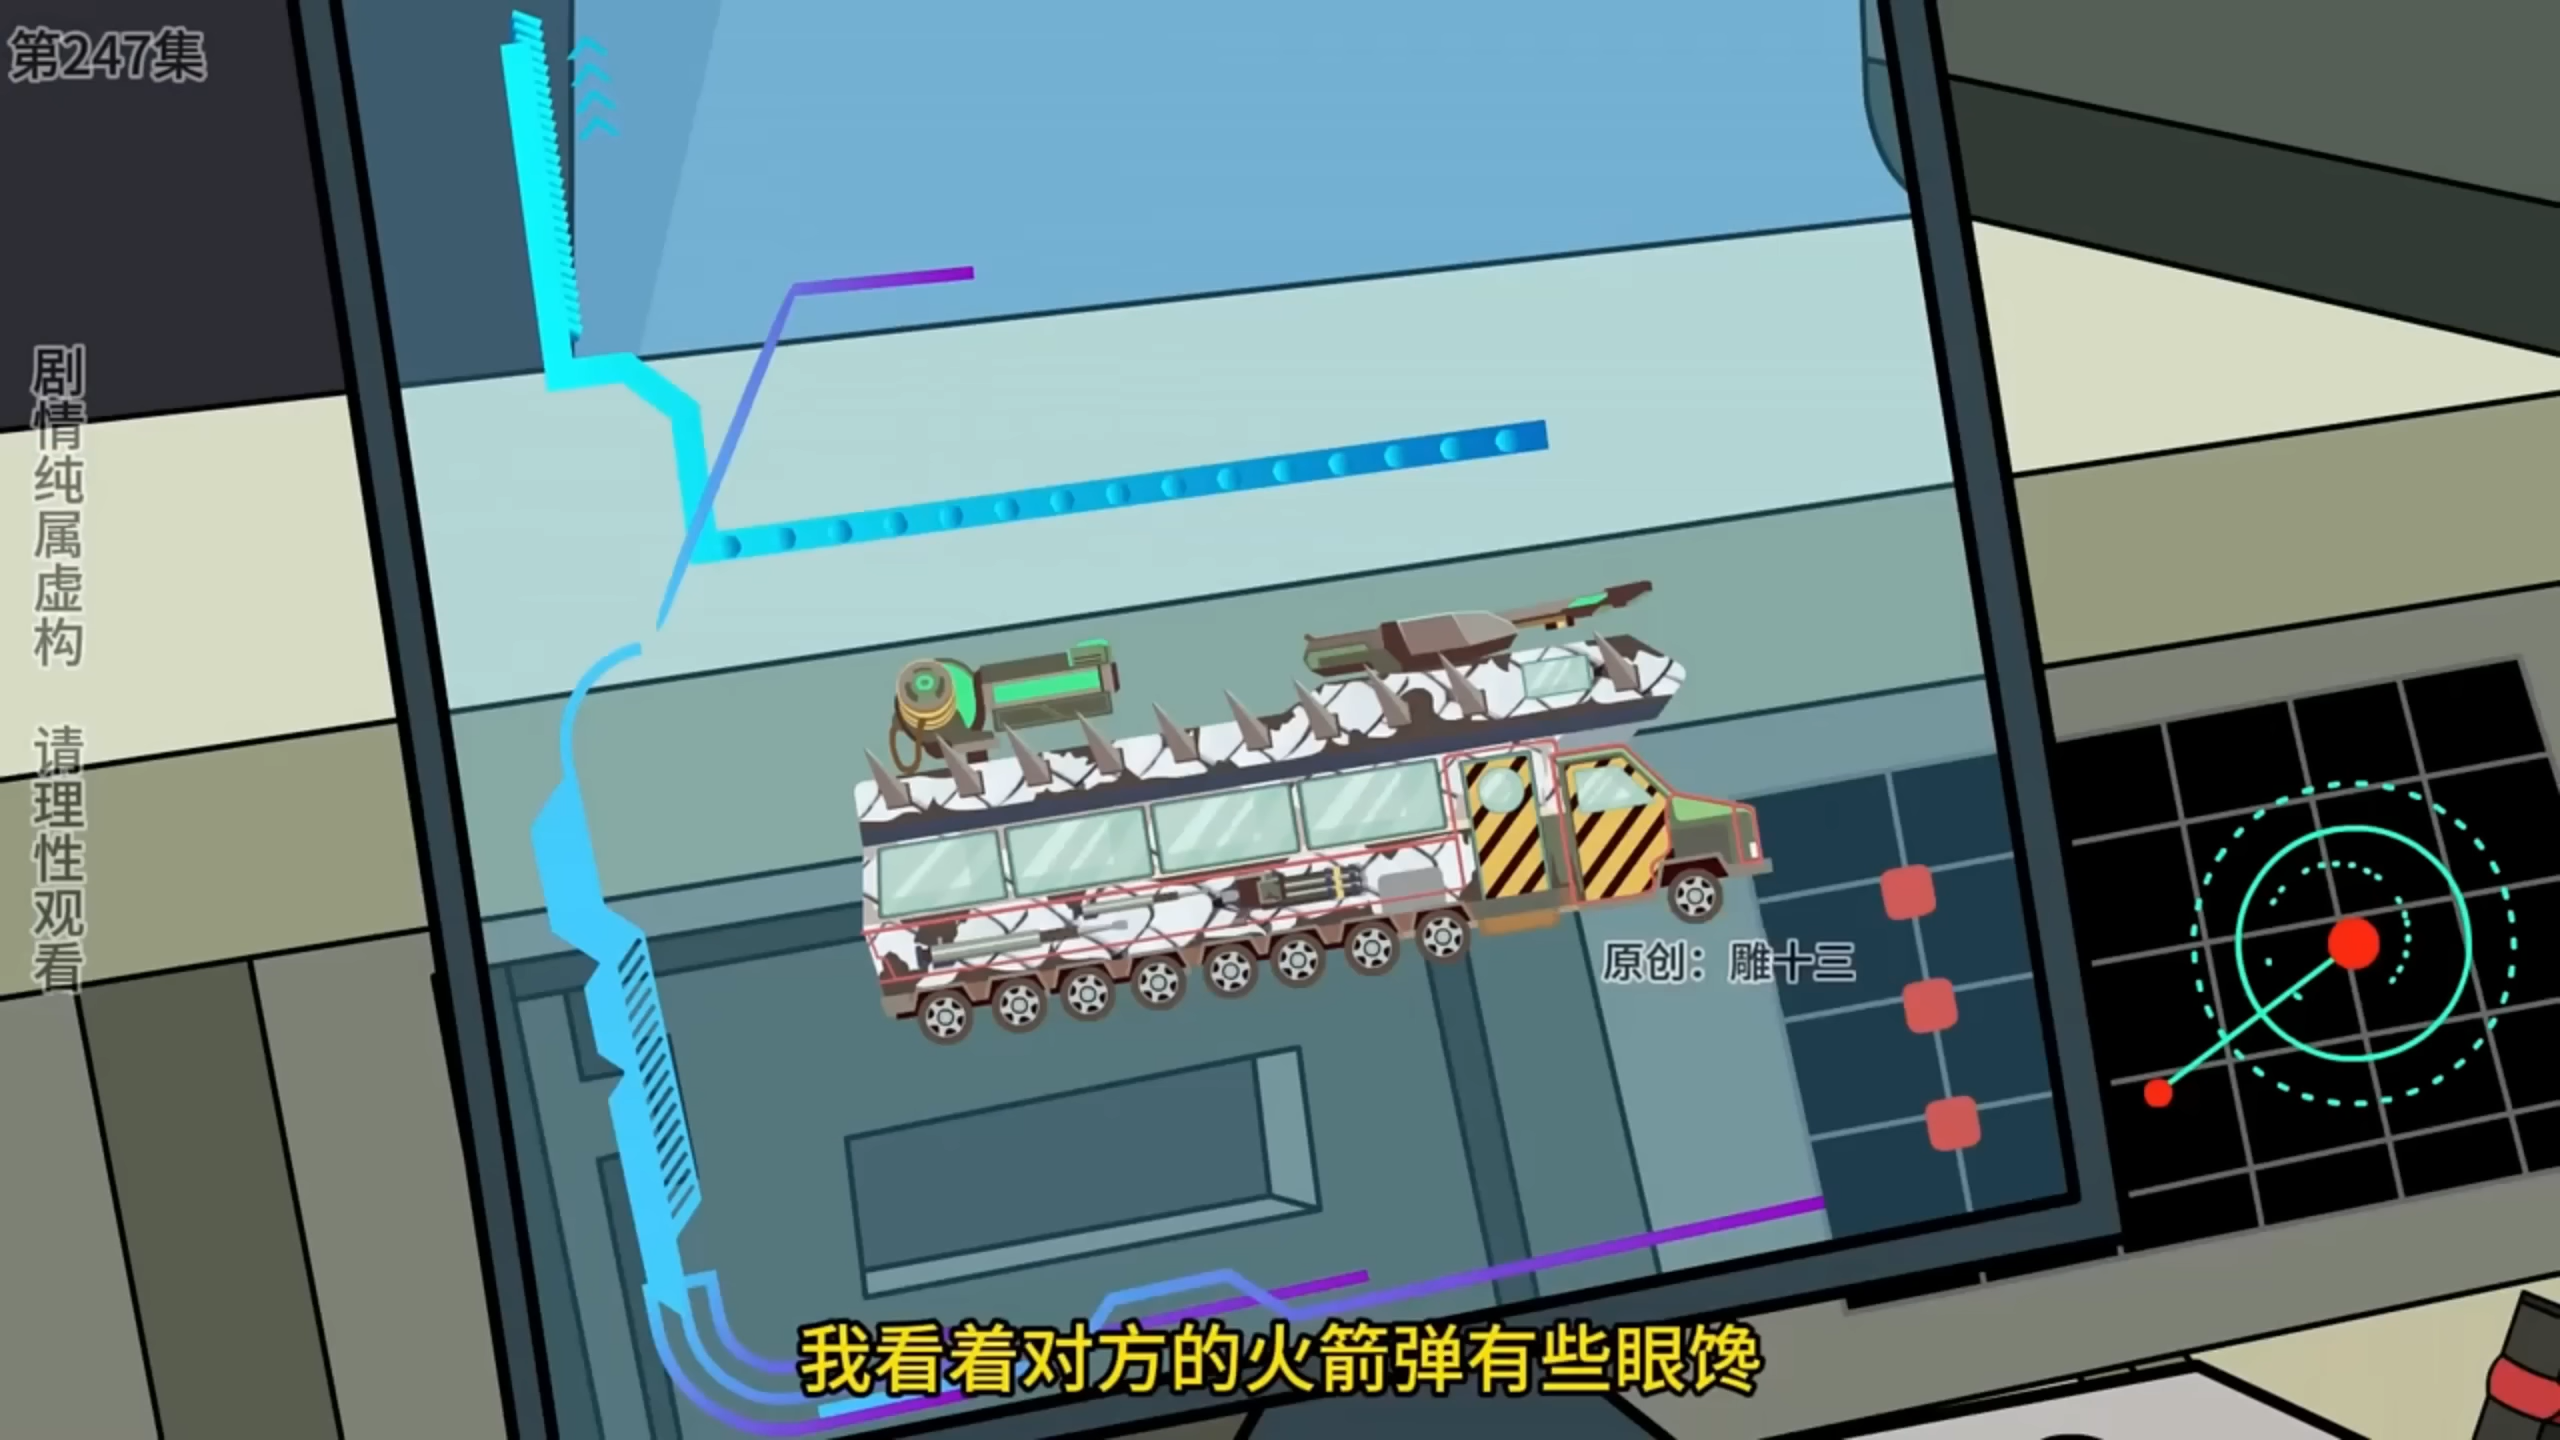 第247集
剧情纯属虚构 请理性观看
原创：雕十三
我看着对方的火箭弹有些眼馋